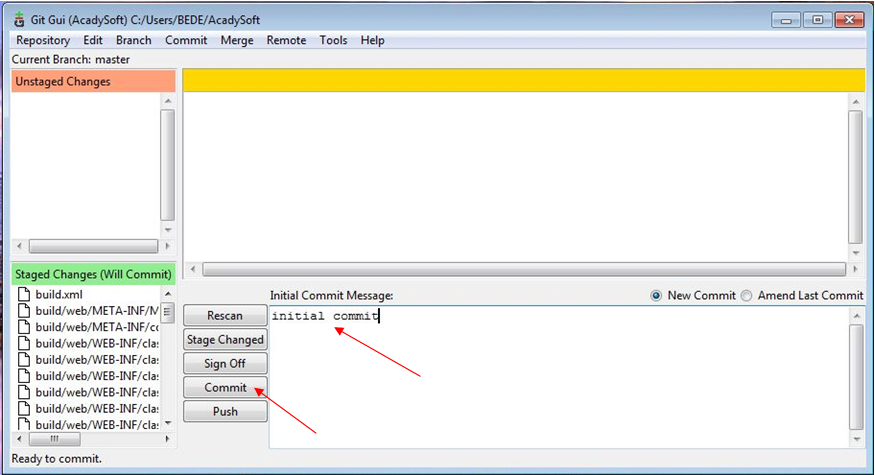 Git Gui (AcadySoft) C:/Users/BEDE/AcadySoft
Repository Edit Branch Commit Merge Remote Tools Help
Current Branch: master
Unstaged Changes
Staged Changes (Will Commit)
build.xml
build/web/META-INF/M
build/web/META-INF/co
build/web/WEB-INF/clas
build/web/WEB-INF/clas
build/web/WEB-INF/clas
build/web/WEB-INF/clas
build/web/WEB-INF/clas
build/web/WEB-INF/clas
Initial Commit Message:
New Commit Amend Last Commit
Rescan
Stage Changed
Sign Off
Commit
Push
initial commit
Ready to commit.